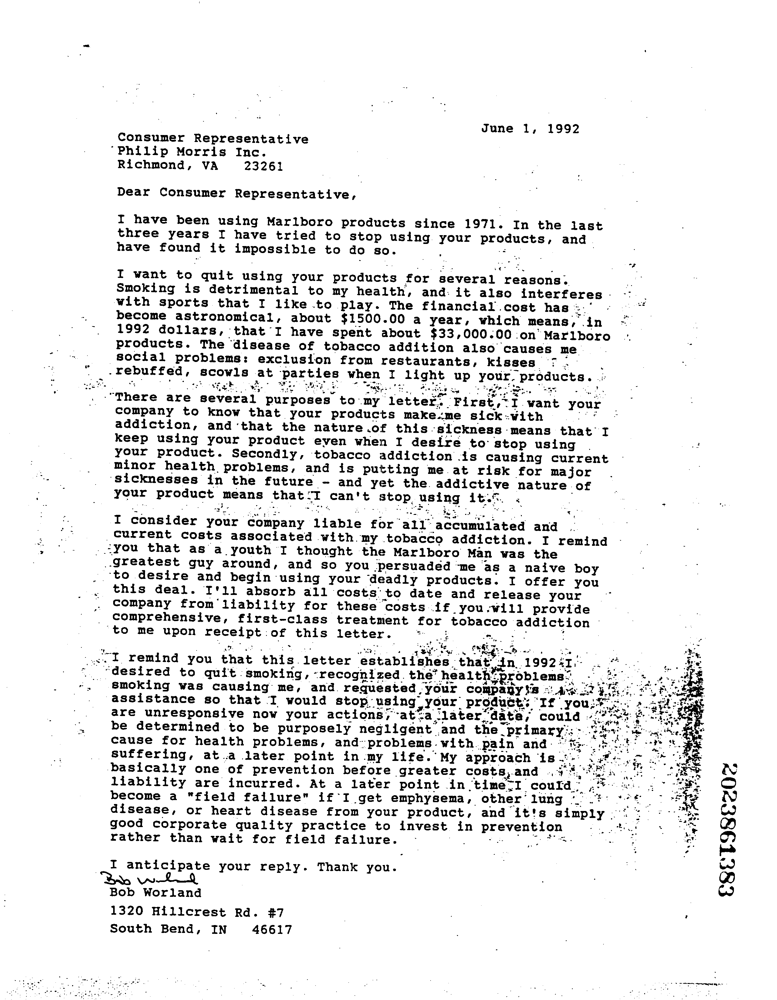 June 1, 1992
Consumer Representative
Philip Morris Inc.
Richmond, VA 23261
Dear Consumer Representative,
I have been using Marlboro products since 1971. In the last
three years I have tried to stop using your products, and
have found it impossible to do so.
I want to quit using your products for several reasons.
Smoking is detrimental to my health, and it also interferes
with sports that I like to play. The financial cost has
become astronomical, about $1500.00 a year, which means, in
1992 dollars, that I have spent about $33,000.00 on Marlboro
products. The disease of tobacco addition also causes me
social problems: exclusion from restaurants, kisses
rebuffed, scowls at parties when I light up your products.
There are several purposes to my letter. First, I want your
company to know that your products make me sick with
addiction, and that the nature of this sickness means that I
keep using your product even when I desire to stop using
your product. Secondly, tobacco addiction is causing current
minor health problems, and is putting me at risk for major
sicknesses in the future - and yet the addictive nature of
your product means that I can't stop using it.
I consider your company liable for all accumulated and
current costs associated with my tobacco addiction. I remind
you that as a youth I thought the Marlboro Man was the
greatest guy around, and so you persuaded me as a naive boy
to desire and begin using your deadly products. I offer you
this deal. I'll absorb all costs to date and release your
company from liability for these costs if you will provide
comprehensive, first-class treatment for tobacco addiction
to me upon receipt of this letter.
I remind you that this letter establishes that in 1992 I
desired to quit smoking, recognized the health problems
smoking was causing me, and requested your company's
assistance so that I would stop using your product. If you
are unresponsive now your actions, at a later date, could
be determined to be purposely negligent and the primary
cause for health problems, and problems with pain and
suffering, at a later point in my life. My approach is
basically one of prevention before greater costs and
liability are incurred. At a later point in time I could
become a "field failure" if I get emphysema, other lung
disease, or heart disease from your product, and it's simply
good corporate quality practice to invest in prevention
rather than wait for field failure.
I anticipate your reply. Thank you.
Bob Worland
Bob Worland
1320 Hillcrest Rd. #7
South Bend, IN 46617
2023861383